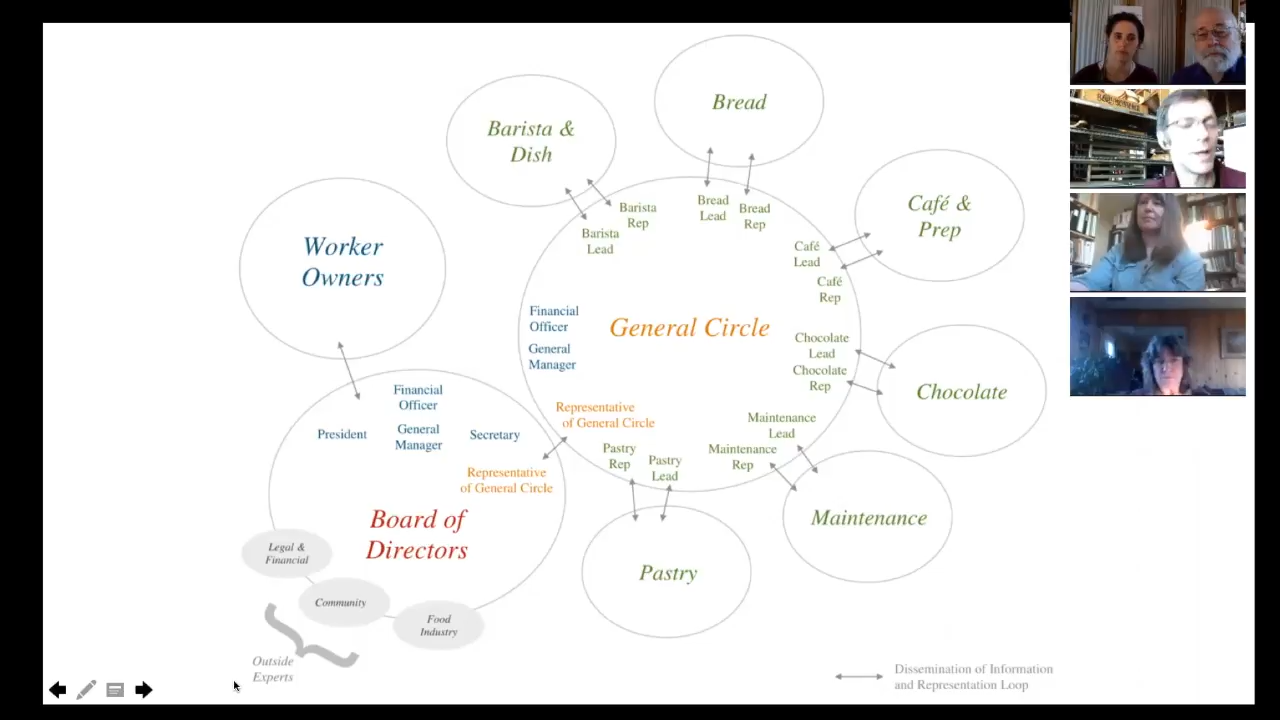 Bread
Barista &
Dish
Café &
Prep
Worker
Owners
Barista
Rep
Barista
Lead
Bread
Lead
Bread
Rep
Café
Lead
Café
Rep
Financial
Officer
General
Manager
General Circle
Chocolate
Lead
Chocolate
Rep
Chocolate
Representative
of General Circle
Maintenance
Lead
Maintenance
Rep
Pastry
Rep
Pastry
Lead
Financial
Officer
President
General
Manager
Secretary
Representative
of General Circle
Board of
Directors
Maintenance
Pastry
Legal &
Financial
Community
Food
Industry
Outside
Experts
Dissemination of Information
and Representation Loop